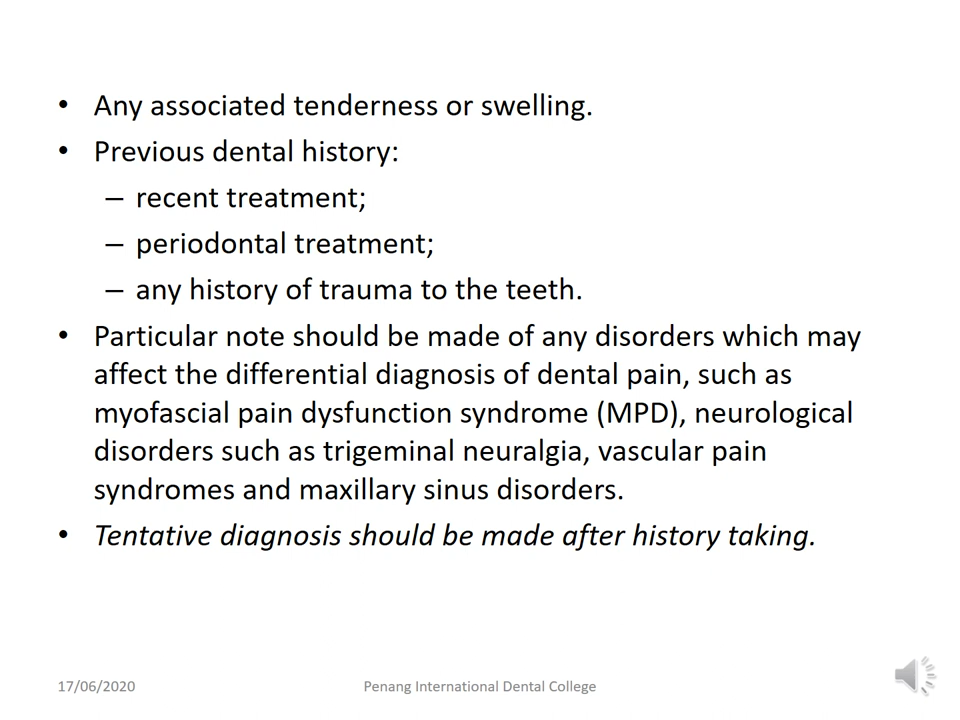 • Any associated tenderness or swelling.
• Previous dental history:
– recent treatment;
– periodontal treatment;
– any history of trauma to the teeth.
• Particular note should be made of any disorders which may
affect the differential diagnosis of dental pain, such as
myofascial pain dysfunction syndrome (MPD), neurological
disorders such as trigeminal neuralgia, vascular pain
syndromes and maxillary sinus disorders.
• Tentative diagnosis should be made after history taking.
17/06/2020
Penang International Dental College